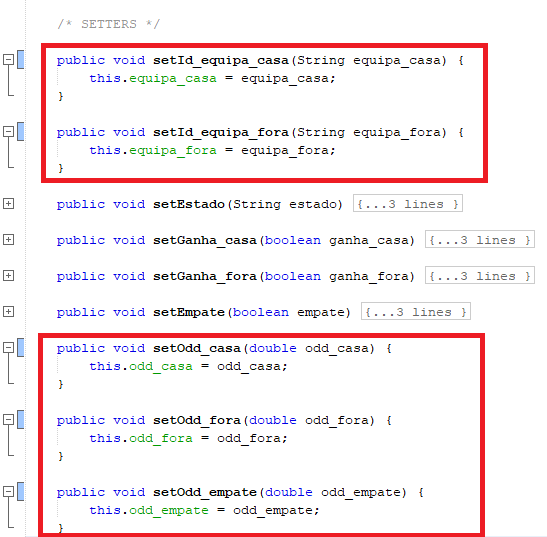 /* SETTERS */
public void setId_equipa_casa(String equipa_casa) {
this.equipa_casa = equipa_casa;
}
public void setId_equipa_fora(String equipa_fora) {
this.equipa_fora = equipa_fora;
}
public void setEstado(String estado) {...3 lines }
public void setGanha_casa(boolean ganha_casa) {...3 lines }
public void setGanha_fora(boolean ganha_fora) {...3 lines }
public void setEmpate(boolean empate) {...3 lines }
public void setOdd_casa(double odd_casa) {
this.odd_casa = odd_casa;
}
public void setOdd_fora(double odd_fora) {
this.odd_fora = odd_fora;
}
public void setOdd_empate(double odd_empate) {
this.odd_empate = odd_empate;
}